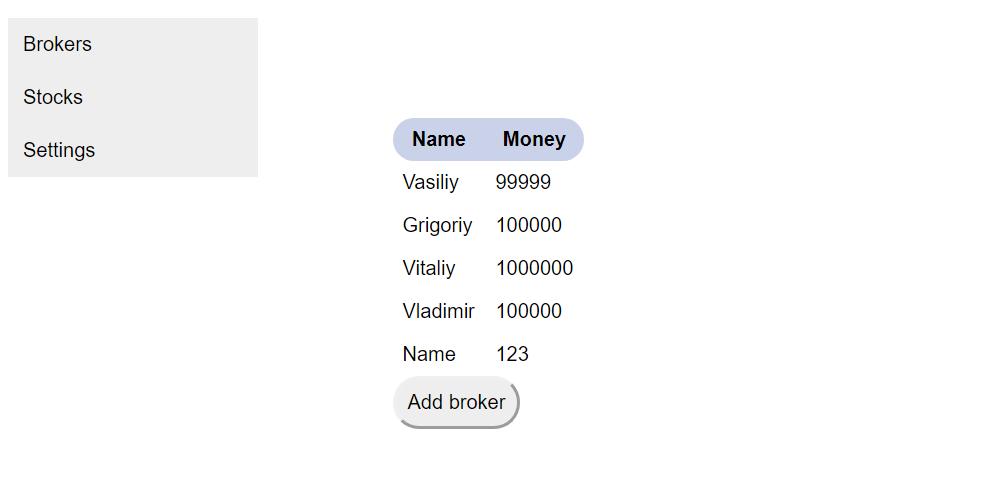 Brokers
Stocks
Settings
Name Money
Vasiliy 99999
Grigoriy 100000
Vitaliy 1000000
Vladimir 100000
Name 123
Add broker